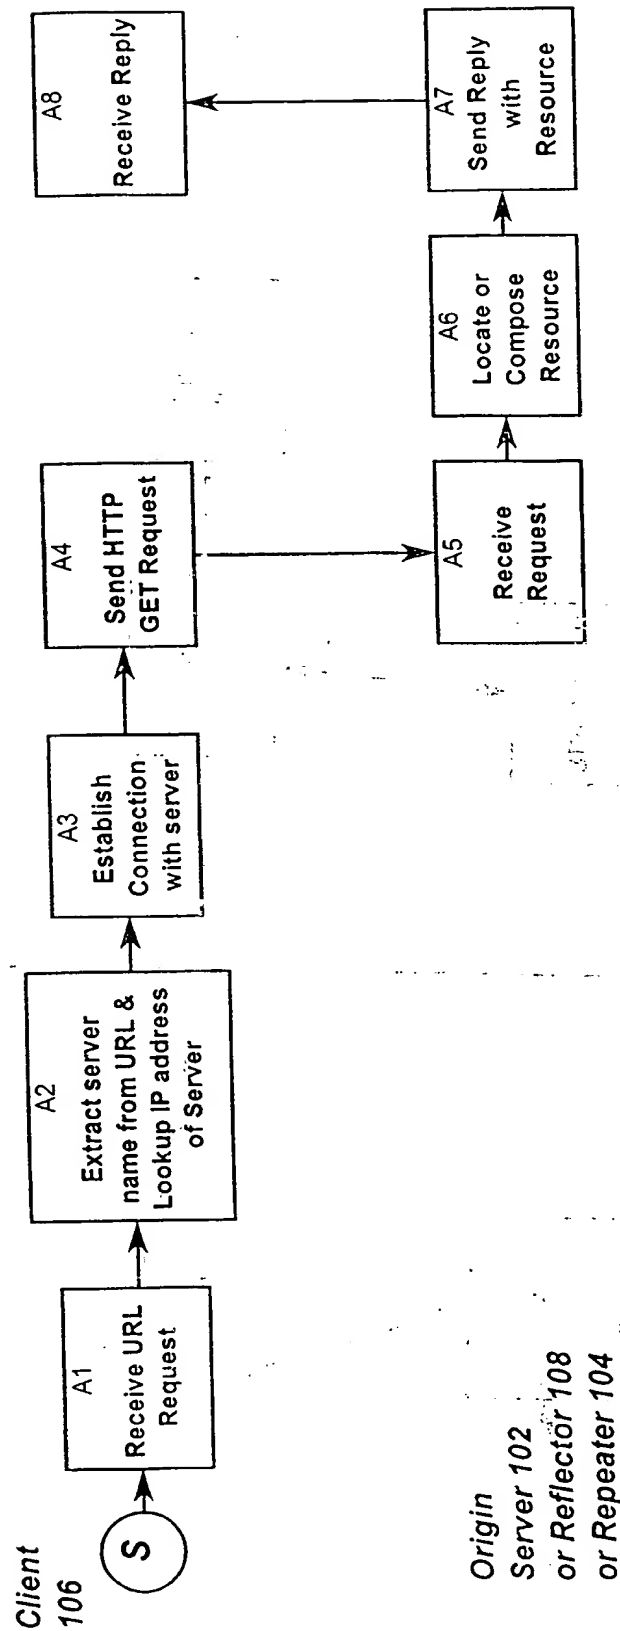 Client
106
S
A1
Receive URL
Request
A2
Extract server
name from URL &
Lookup IP address
of Server
A3
Establish
Connection
with server
A4
Send HTTP
GET Request
A8
Receive Reply
Origin
Server 102
or Reflector 108
or Repeater 104
A5
Receive
Request
A6
Locate or
Compose
Resource
A7
Send Reply
with
Resource